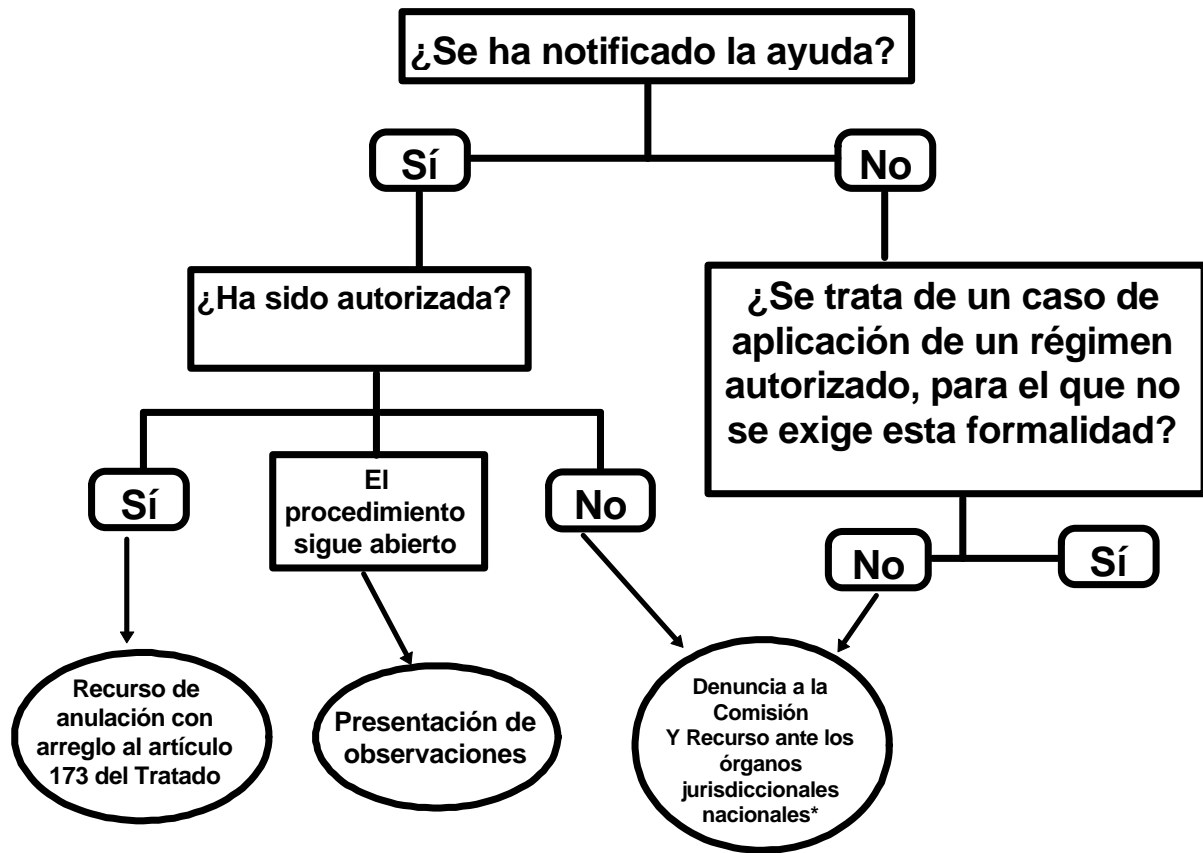 ¿Se ha notificado la ayuda?
Sí
No
¿Ha sido autorizada?
¿Se trata de un caso de
aplicación de un régimen
autorizado, para el que no
se exige esta formalidad?
Sí
El
procedimiento
sigue abierto
No
No
Sí
Recurso de
anulación con
arreglo al artículo
173 del Tratado
Presentación de
observaciones
Denuncia a la
Comisión
Y Recurso ante los
órganos
jurisdiccionales
nacionales*